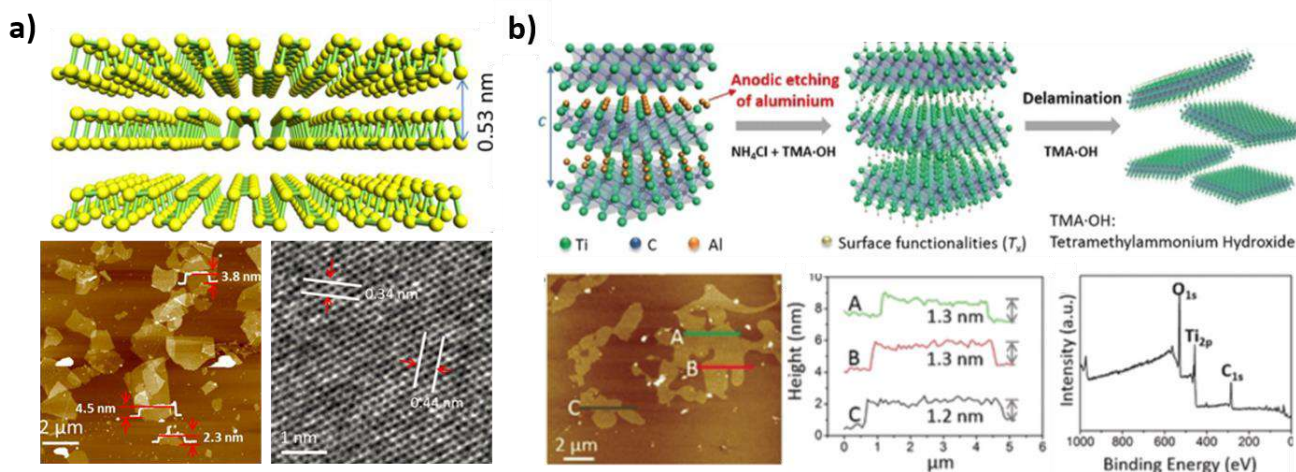 a)
0.53 nm
3.8 nm
4.5 nm
2.3 nm
2 μm
0.34 nm
0.44 nm
1 nm
b)
c
Anodic etching
of aluminium
NH₄Cl + TMA·OH
Delamination
TMA·OH
Ti
C
Al
Surface functionalities (Tₓ)
TMA·OH:
Tetramethylammonium Hydroxide
A
B
C
2 μm
Height (nm)
8
6
4
2
0
A
1.3 nm
B
1.3 nm
C
1.2 nm
0 1 2 3 4 5 6
μm
Intensity (a.u.)
O1s
Ti2p
C1s
1000 800 600 400 200 0
Binding Energy (eV)